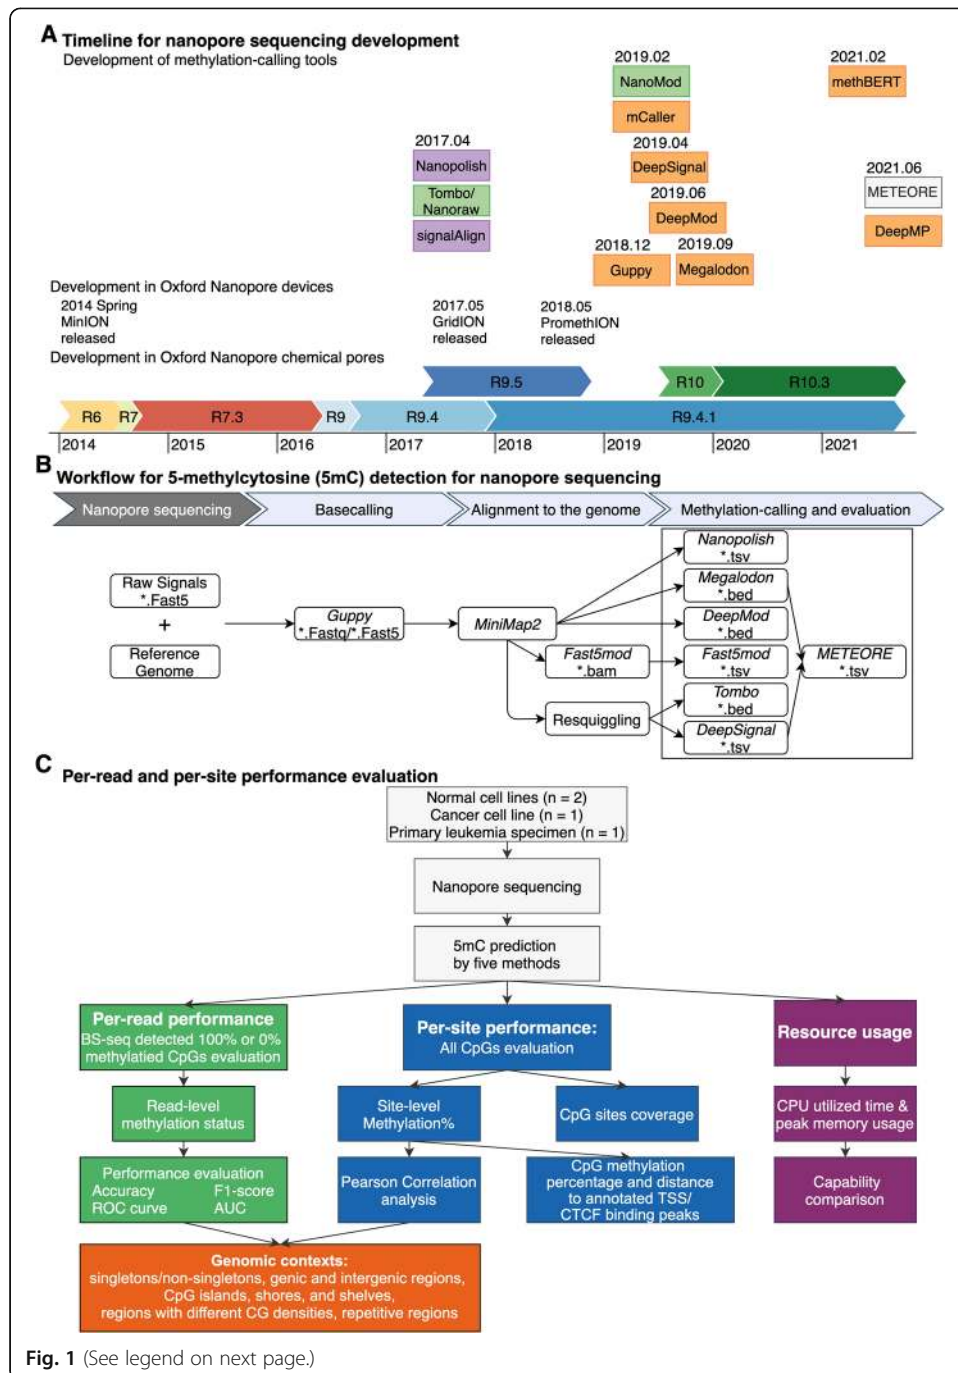 A Timeline for nanopore sequencing development
Development of methylation-calling tools
2019.02
NanoMod
mCaller
2021.02
methBERT
2017.04
Nanopolish
Tombo/
Nanoraw
signalAlign
2019.04
DeepSignal
2019.06
DeepMod
2018.12
Guppy
2019.09
Megalodon
2021.06
METEORE
DeepMP
Development in Oxford Nanopore devices
2014 Spring
MinION
released
2017.05
GridION
released
2018.05
PromethION
released
Development in Oxford Nanopore chemical pores
R9.5
R10
R10.3
R6
R7
R7.3
R9
R9.4
R9.4.1
2014
2015
2016
2017
2018
2019
2020
2021
B Workflow for 5-methylcytosine (5mC) detection for nanopore sequencing
Nanopore sequencing
Basecalling
Alignment to the genome
Methylation-calling and evaluation
Raw Signals
*.Fast5
+
Reference
Genome
Guppy
*.Fastq/*.Fast5
MiniMap2
Fast5mod
*.bam
Resquiggling
Nanopolish
*.tsv
Megalodon
*.bed
DeepMod
*.bed
Fast5mod
*.tsv
Tombo
*.bed
DeepSignal
*.tsv
METEORE
*.tsv
C Per-read and per-site performance evaluation
Normal cell lines (n = 2)
Cancer cell line (n = 1)
Primary leukemia specimen (n = 1)
Nanopore sequencing
5mC prediction
by five methods
Per-read performance
BS-seq detected 100% or 0%
methylatied CpGs evaluation
Read-level
methylation status
Performance evaluation
Accuracy F1-score
ROC curve AUC
Per-site performance:
All CpGs evaluation
Site-level
Methylation%
CpG sites coverage
Pearson Correlation
analysis
CpG methylation
percentage and distance
to annotated TSS/
CTCF binding peaks
Resource usage
CPU utilized time &
peak memory usage
Capability
comparison
Genomic contexts:
singletons/non-singletons, genic and intergenic regions,
CpG islands, shores, and shelves,
regions with different CG densities, repetitive regions
Fig. 1 (See legend on next page.)